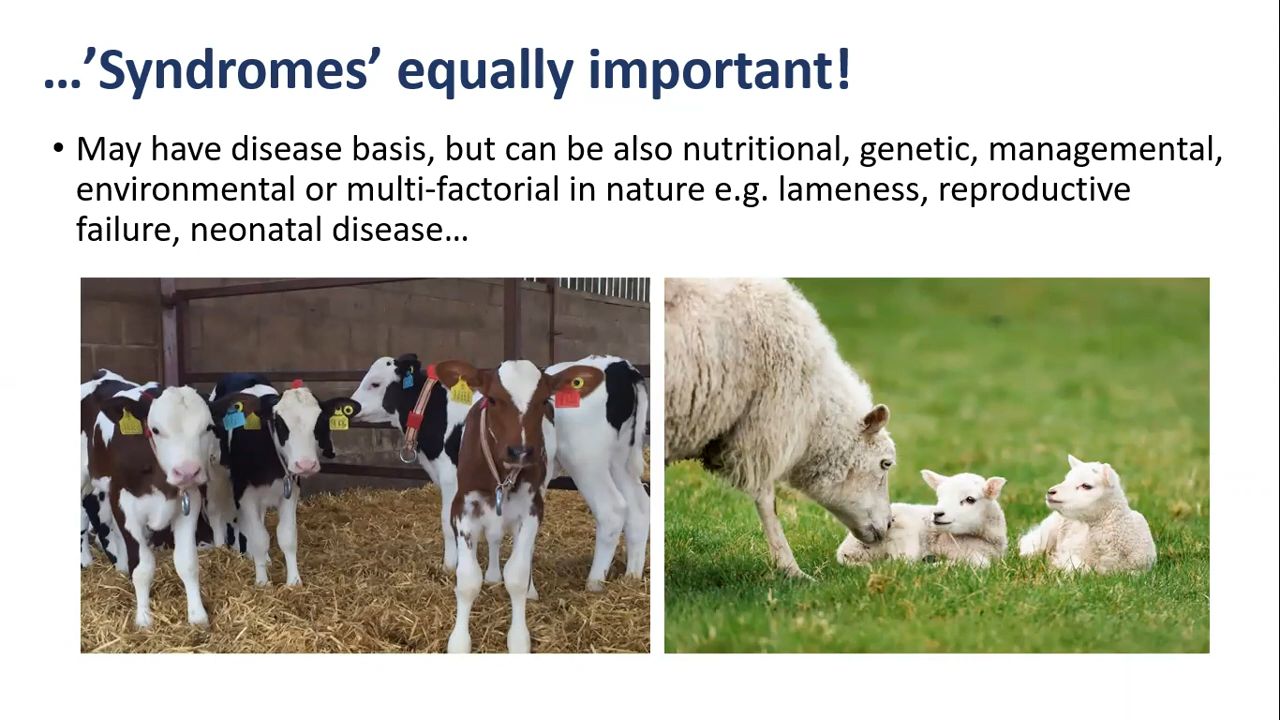 …’Syndromes’ equally important!
• May have disease basis, but can be also nutritional, genetic, managemental,
environmental or multi-factorial in nature e.g. lameness, reproductive
failure, neonatal disease…